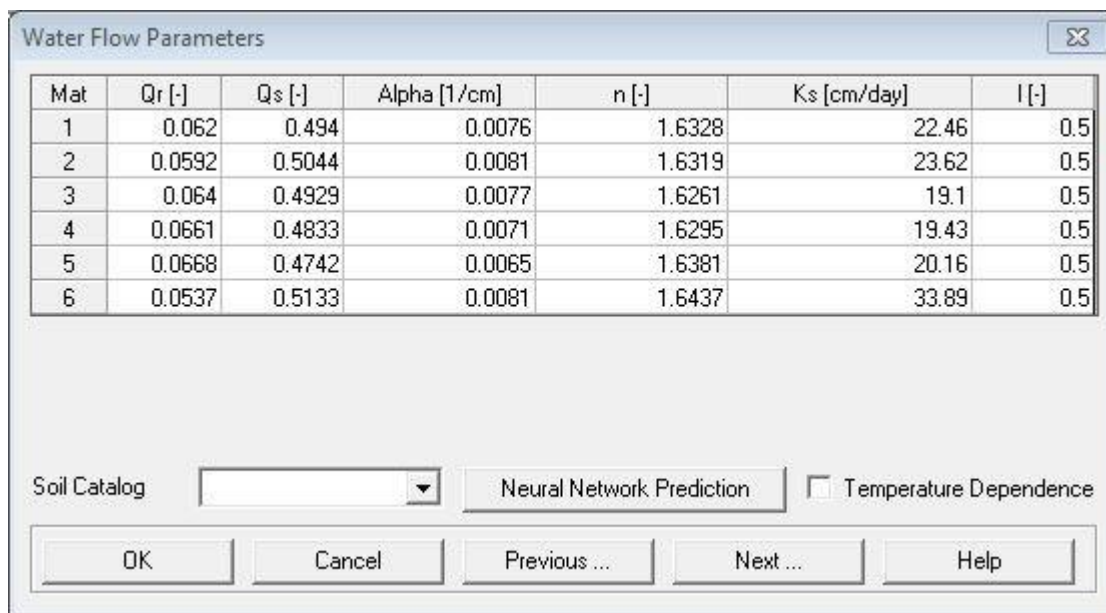 Water Flow Parameters
Mat Qr [-] Qs [-] Alpha [1/cm] n [-] Ks [cm/day] l [-]
1 0.062 0.494 0.0076 1.6328 22.46 0.5
2 0.0592 0.5044 0.0081 1.6319 23.62 0.5
3 0.064 0.4929 0.0077 1.6261 19.1 0.5
4 0.0661 0.4833 0.0071 1.6295 19.43 0.5
5 0.0668 0.4742 0.0065 1.6381 20.16 0.5
6 0.0537 0.5133 0.0081 1.6437 33.89 0.5
Soil Catalog Neural Network Prediction Temperature Dependence
OK Cancel Previous ... Next ... Help